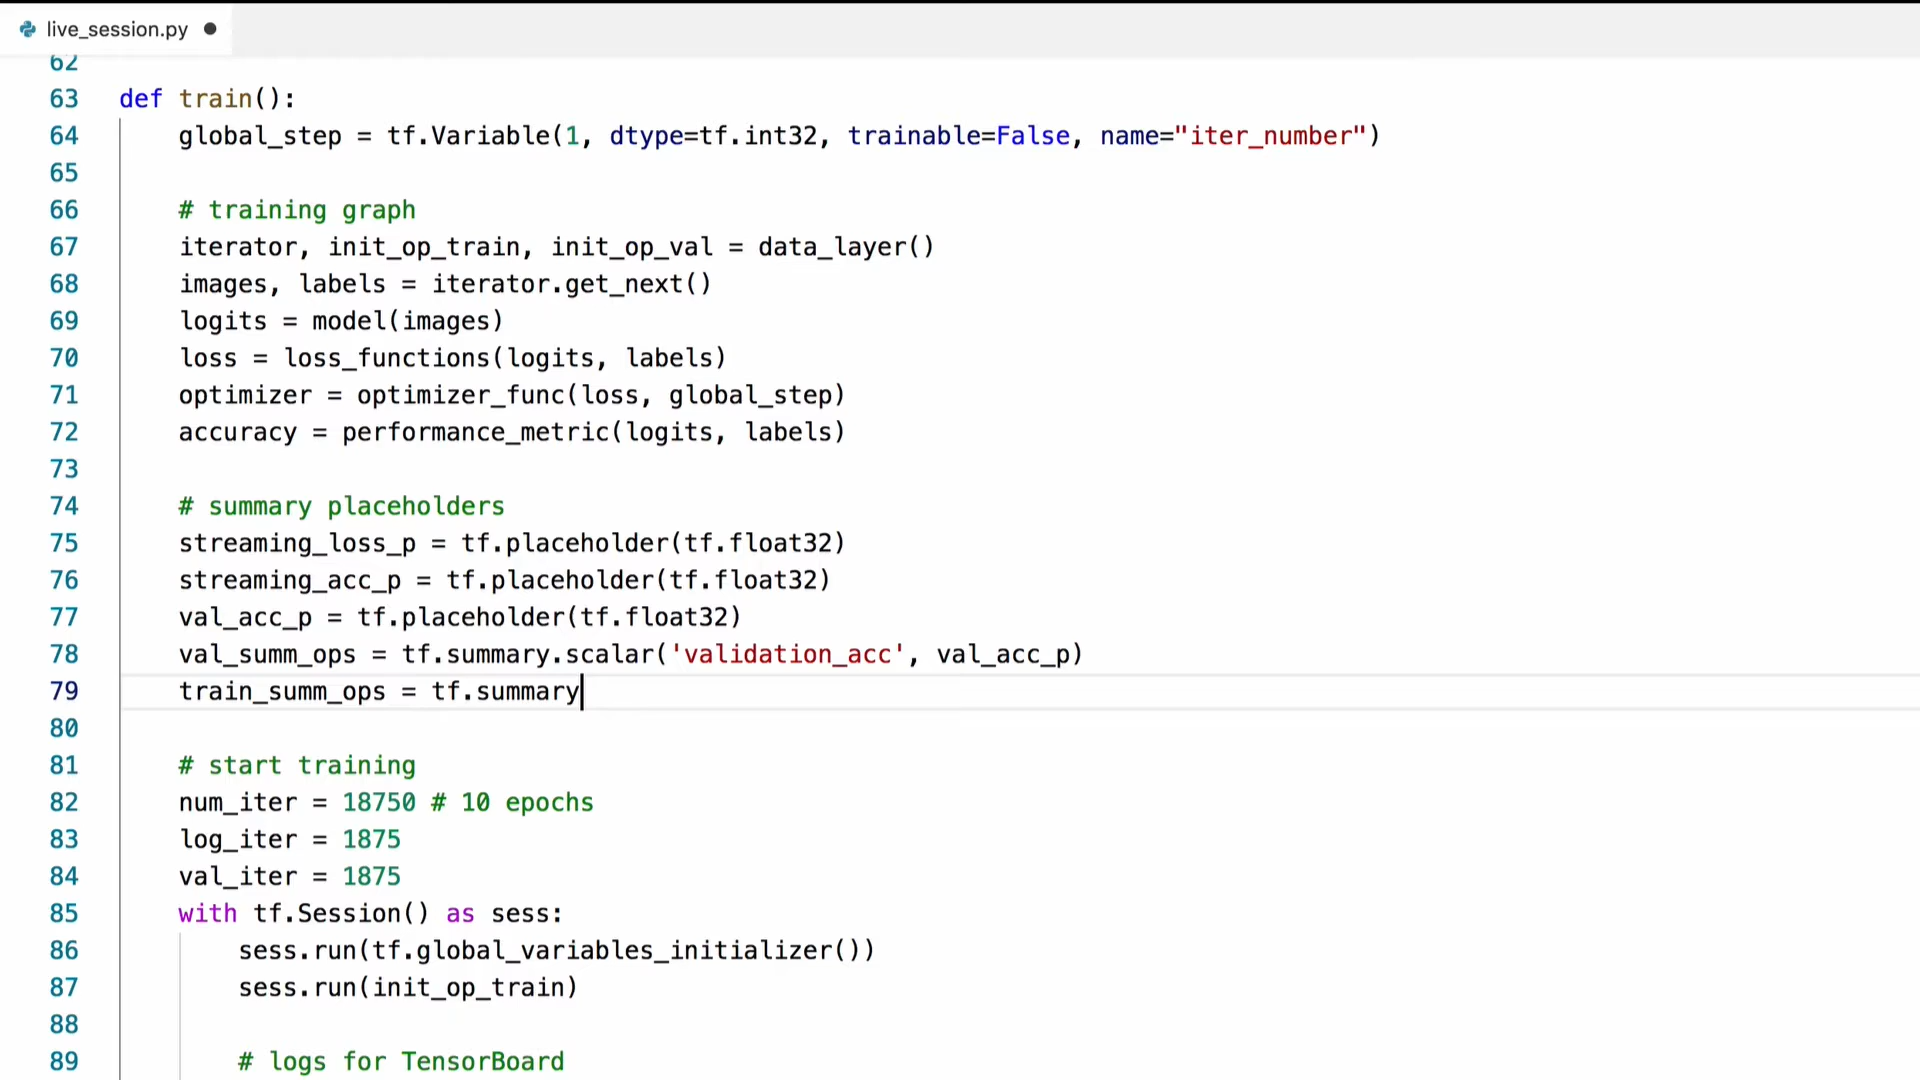 live_session.py
62
63 def train():
64 global_step = tf.Variable(1, dtype=tf.int32, trainable=False, name="iter_number")
65
66 # training graph
67 iterator, init_op_train, init_op_val = data_layer()
68 images, labels = iterator.get_next()
69 logits = model(images)
70 loss = loss_functions(logits, labels)
71 optimizer = optimizer_func(loss, global_step)
72 accuracy = performance_metric(logits, labels)
73
74 # summary placeholders
75 streaming_loss_p = tf.placeholder(tf.float32)
76 streaming_acc_p = tf.placeholder(tf.float32)
77 val_acc_p = tf.placeholder(tf.float32)
78 val_summ_ops = tf.summary.scalar('validation_acc', val_acc_p)
79 train_summ_ops = tf.summary
80
81 # start training
82 num_iter = 18750 # 10 epochs
83 log_iter = 1875
84 val_iter = 1875
85 with tf.Session() as sess:
86 sess.run(tf.global_variables_initializer())
87 sess.run(init_op_train)
88
89 # logs for TensorBoard